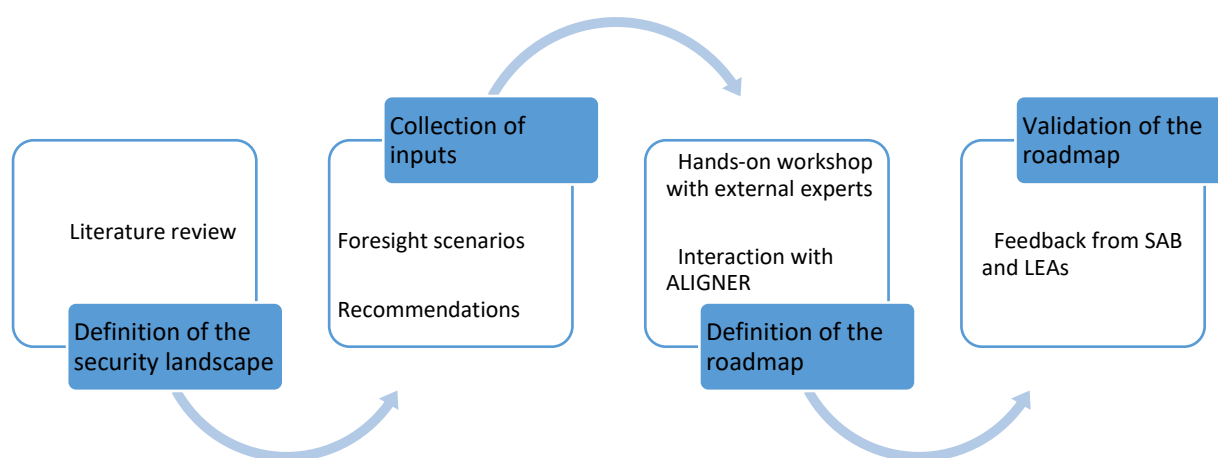 Literature review
Definition of the
security landscape
Collection of
inputs
Foresight scenarios
Recommendations
Hands-on workshop
with external experts
Interaction with
ALIGNER
Definition of the
roadmap
Validation of the
roadmap
Feedback from SAB
and LEAs